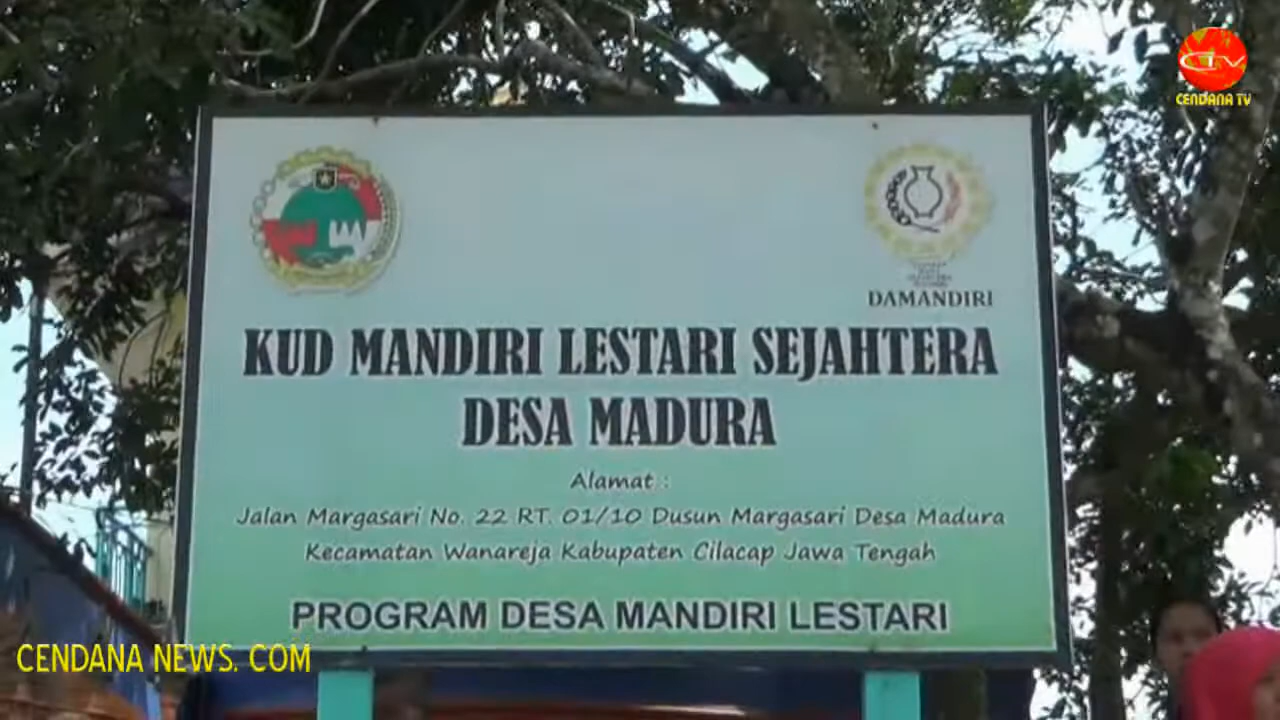 CTV
CENDANA TV
DAMANDIRI
KUD MANDIRI LESTARI SEJAHTERA
DESA MADURA
Alamat :
Jalan Margasari No. 22 RT. 01/10 Dusun Margasari Desa Madura
Kecamatan Wanareja Kabupaten Cilacap Jawa Tengah
PROGRAM DESA MANDIRI LESTARI
CENDANA NEWS. COM